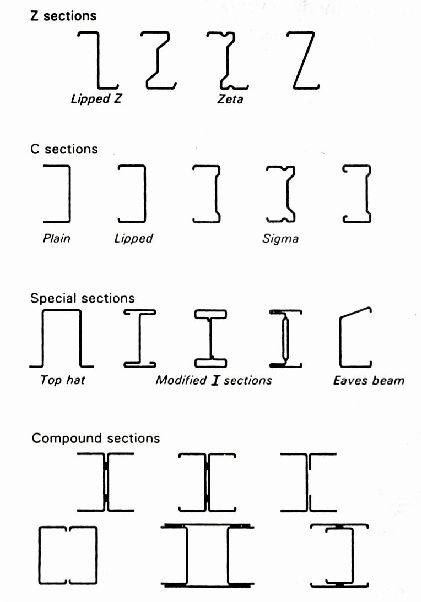 Z sections
Lipped Z Zeta
C sections
Plain Lipped Sigma
Special sections
Top hat Modified I sections Eaves beam
Compound sections